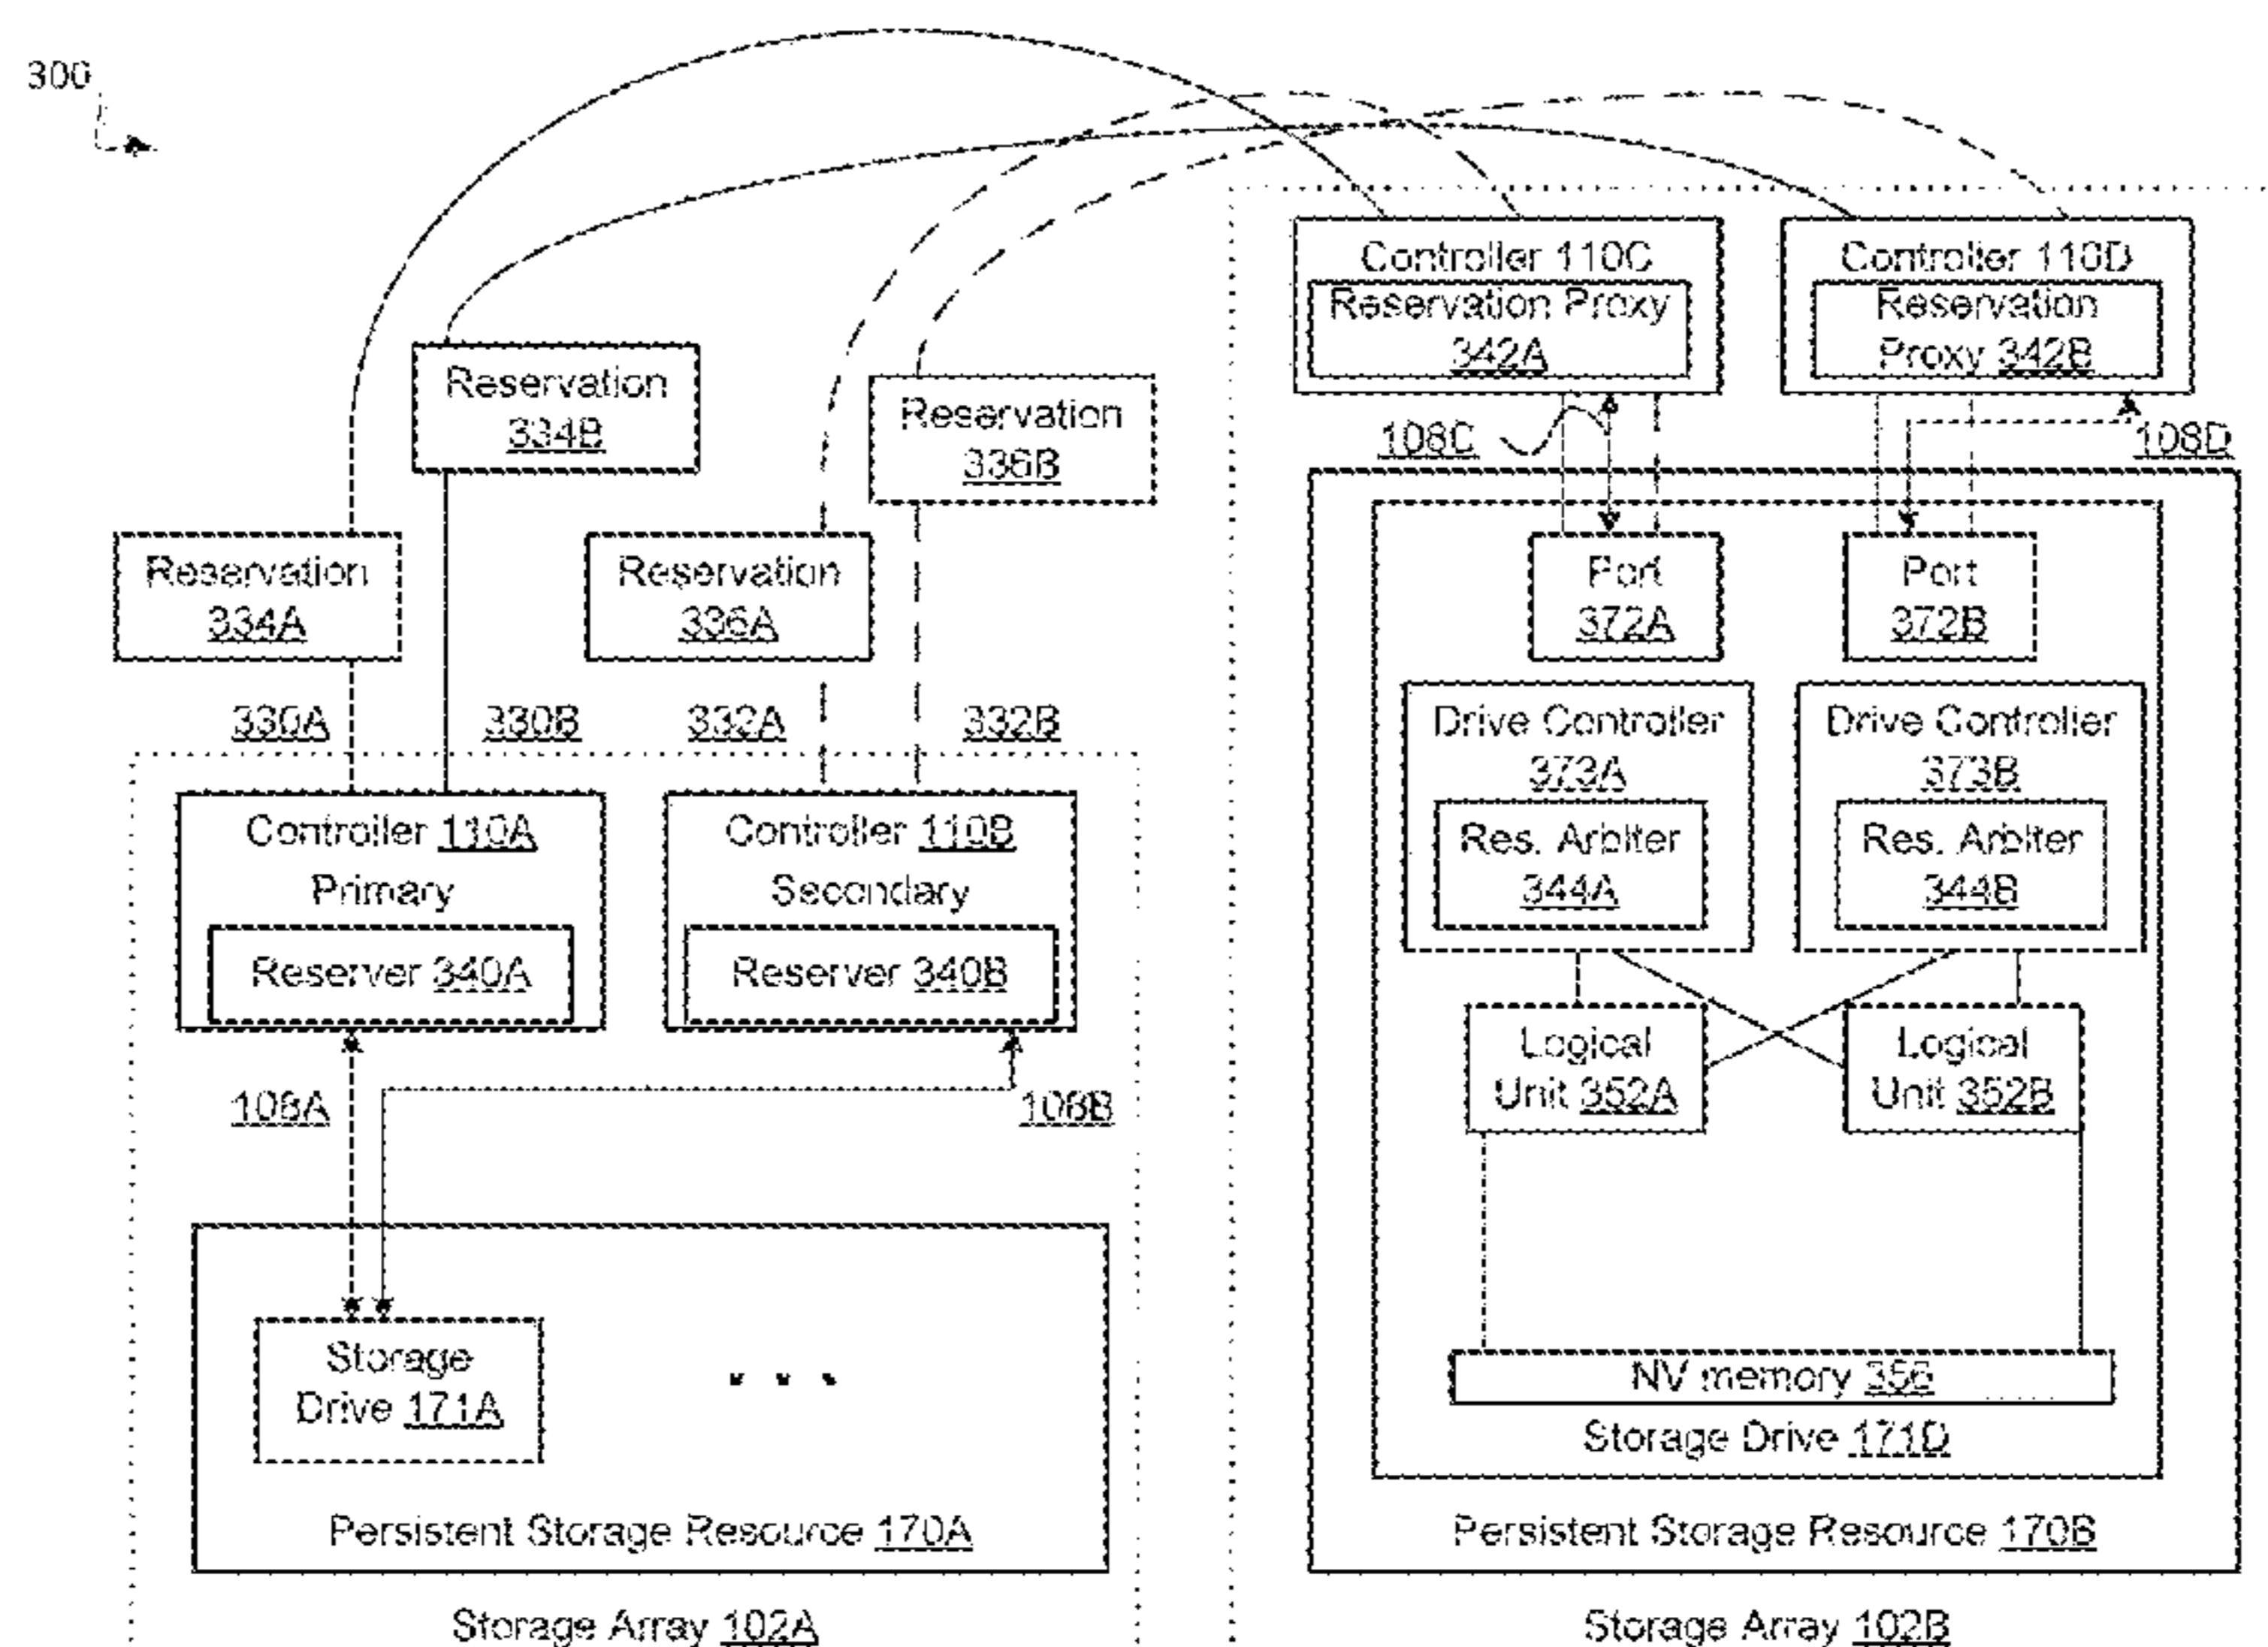 300
Controller 110C
Reservation Proxy
342A
Controller 110D
Reservation
Proxy 342B
Reservation
334B
Reservation
336B
108C
108D
Reservation
334A
Reservation
336A
Port
372A
Port
372B
330A
330B
332A
332B
Drive Controller
373A
Res. Arbiter
344A
Drive Controller
373B
Res. Arbiter
344B
Controller 110A
Primary
Reserver 340A
Controller 110B
Secondary
Reserver 340B
Logical
Unit 352A
Logical
Unit 352B
108A
108B
Storage
Drive 171A
. . .
NV memory 356
Storage Drive 171D
Persistent Storage Resource 170A
Persistent Storage Resource 170B
Storage Array 102A
Storage Array 102B